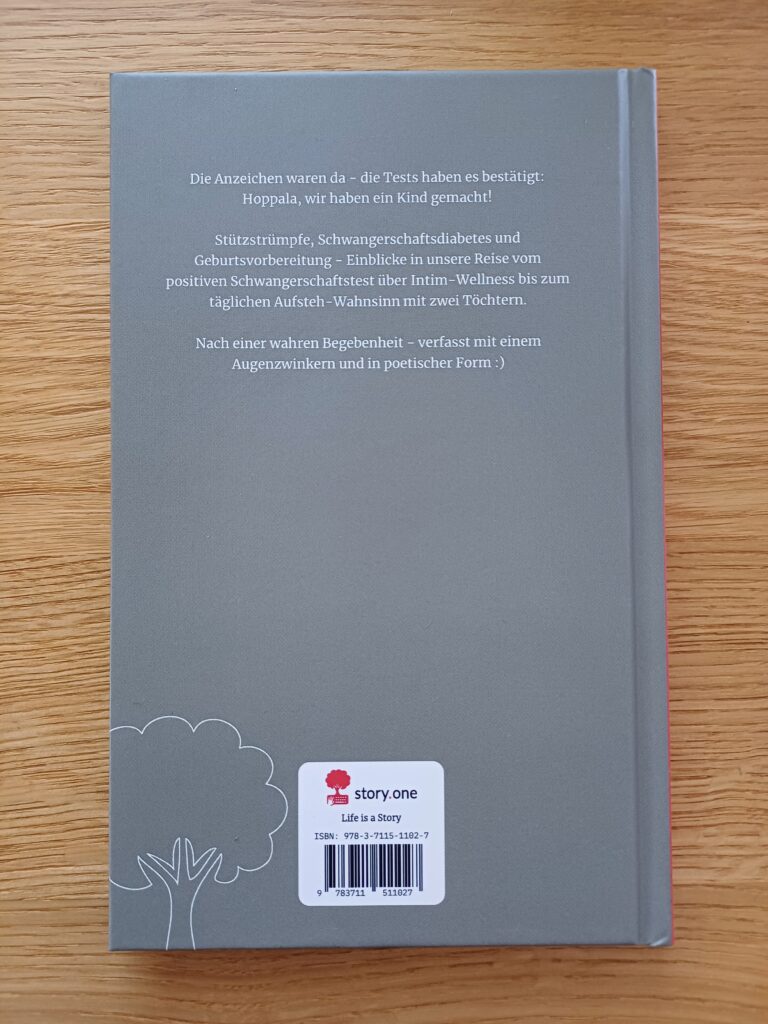 Die Anzeichen waren da - die Tests haben es bestätigt:
Hoppala, wir haben ein Kind gemacht!
Stützstrümpfe, Schwangerschaftsdiabetes und
Geburtsvorbereitung - Einblicke in unsere Reise vom
positiven Schwangerschaftstest über Intim-Wellness bis zum
täglichen Aufsteh-Wahnsinn mit zwei Töchtern.
Nach einer wahren Begebenheit - verfasst mit einem
Augenzwinkern und in poetischer Form :)
story.one
Life is a Story
ISBN: 978-3-7115-1102-7
9 783711 511027